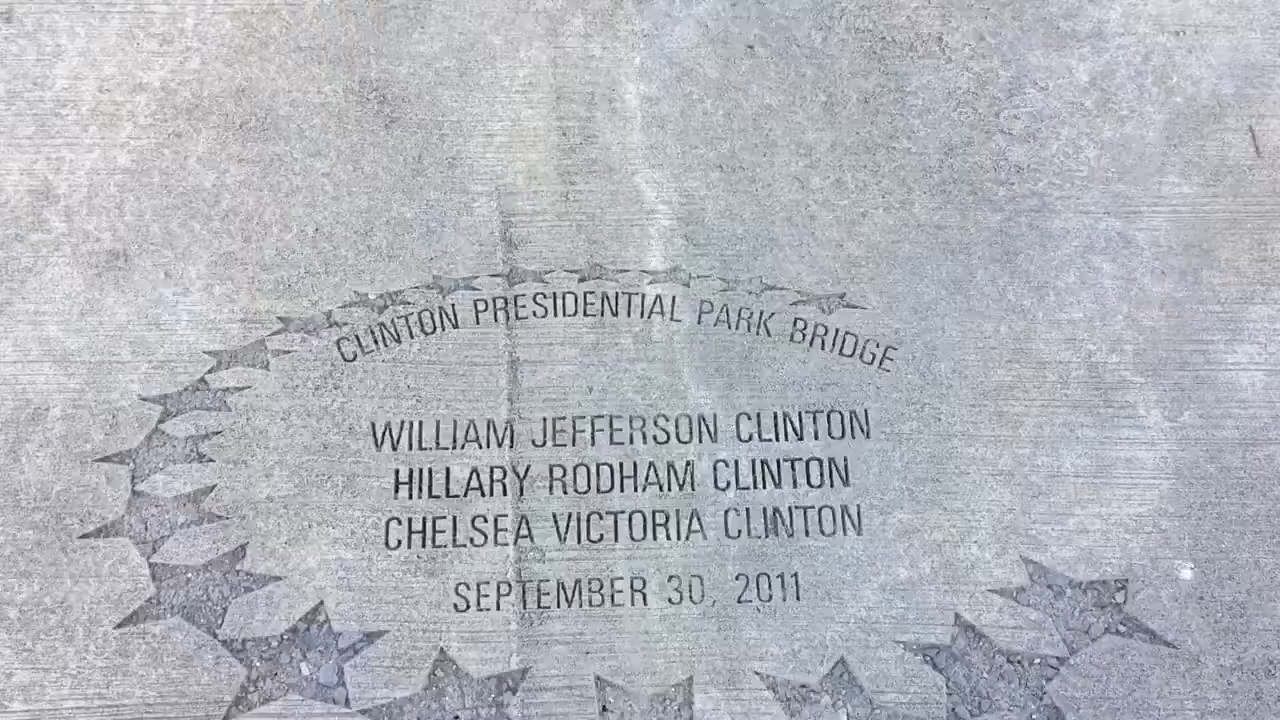 CLINTON PRESIDENTIAL PARK BRIDGE
WILLIAM JEFFERSON CLINTON
HILLARY RODHAM CLINTON
CHELSEA VICTORIA CLINTON
SEPTEMBER 30, 2011